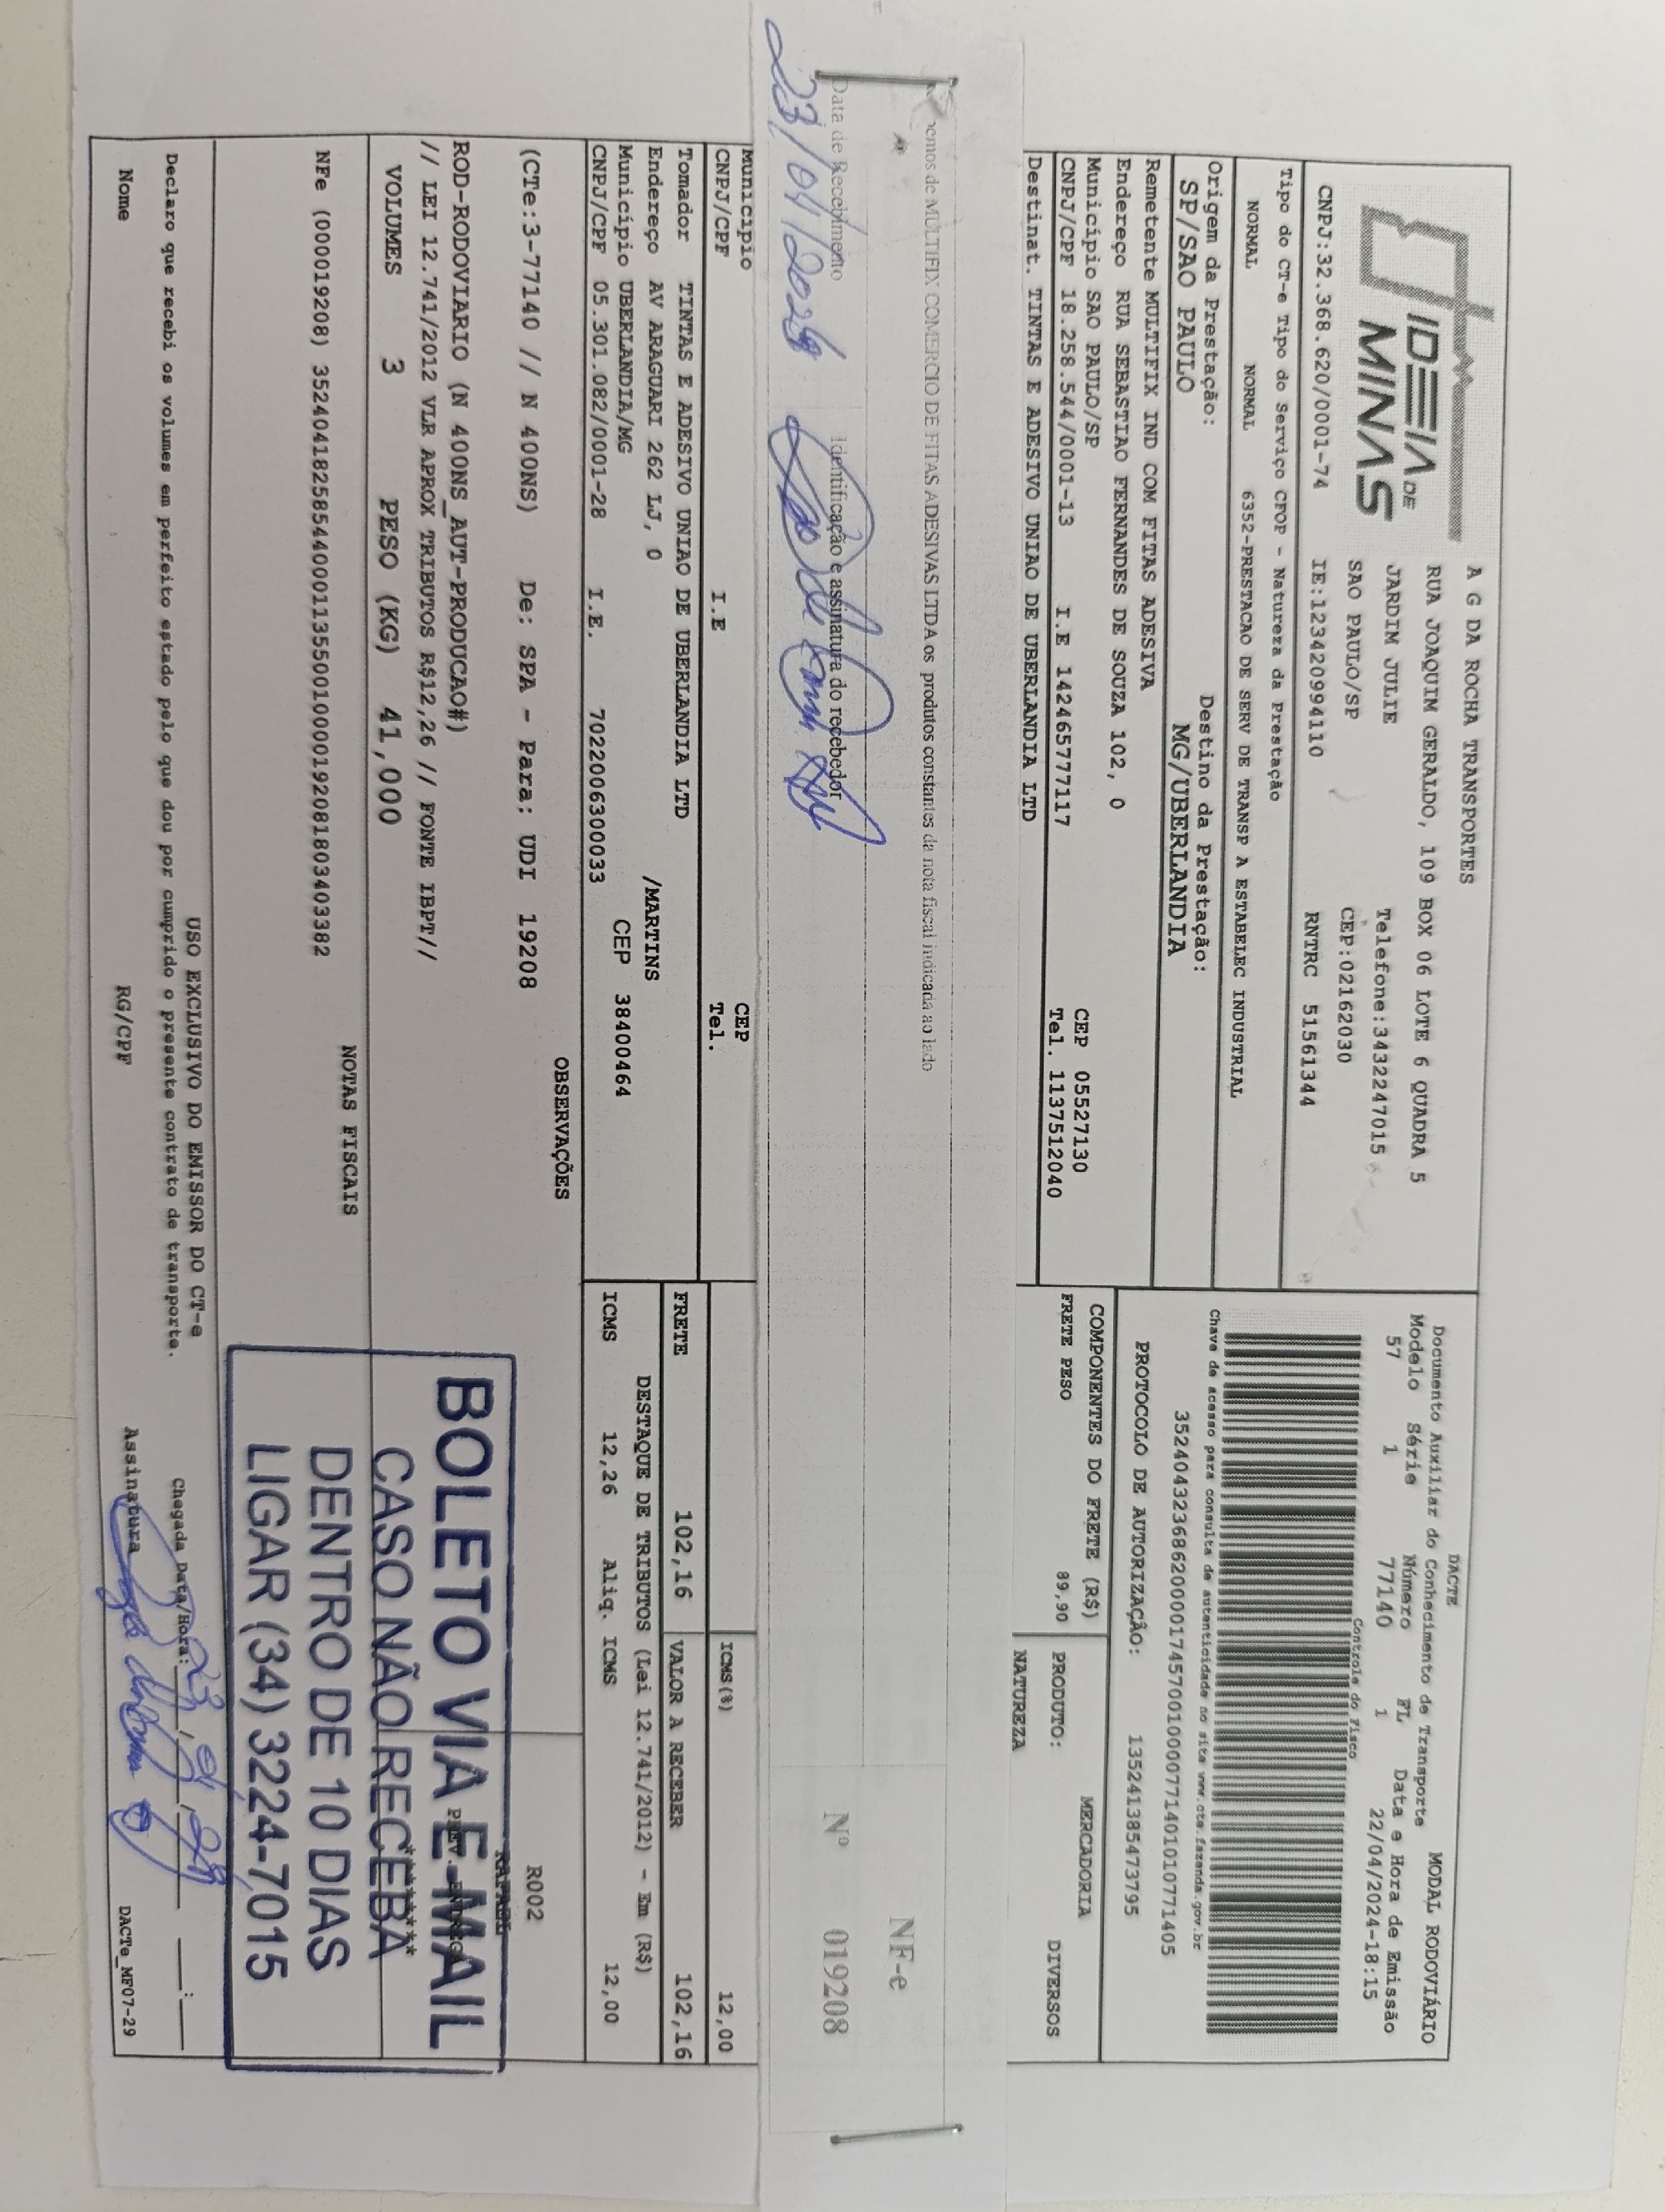 IDEIA DE
MINAS
A G DA ROCHA TRANSPORTES
RUA JOAQUIM GERALDO, 109 BOX 06 LOTE 6 QUADRA 5
JARDIM JULIE Telefone:3432247015
SAO PAULO/SP CEP:02162030
CNPJ:32.368.620/0001-74 IE:123420994110 RNTRC 51561344
DACTE
Documento Auxiliar do Conhecimento de Transporte MODAL RODOVIÁRIO
Modelo Série Número FL Data e Hora de Emissão
57 1 77140 1 22/04/2024-18:15
Controle do Fisco
Tipo do CT-e Tipo do Serviço CFOP - Natureza da Prestação
NORMAL NORMAL 6352-PRESTACAO DE SERV DE TRANSP A ESTABELEC INDUSTRIAL
Chave de acesso para consulta de autenticidade no site www.cte.fazenda.gov.br
35240432368620000174570010000771401010771405
Origem da Prestação: Destino da Prestação:
SP/SAO PAULO MG/UBERLANDIA
PROTOCOLO DE AUTORIZAÇÃO: 135241385473795
Remetente MULTIFIX IND COM FITAS ADESIVA
Endereço RUA SEBASTIAO FERNANDES DE SOUZA 102, 0
Município SAO PAULO/SP CEP 05527130
CNPJ/CPF 18.258.544/0001-13 I.E 142465777117 Tel. 1137512040
COMPONENTES DO FRETE (R$) MERCADORIA
FRETE PESO 89,90 PRODUTO: DIVERSOS
NATUREZA
Destinat. TINTAS E ADESIVO UNIAO DE UBERLANDIA LTD
emos de MULTIFIX COMERCIO DE FITAS ADESIVAS LTDA os produtos constantes da nota fiscal indicada ao lado
NF-e
Data de Recebimento Identificação e assinatura do recebedor
Nº 019208
23/04/2024
Município CEP
CNPJ/CPF I.E Tel.
ICMS(%) 12,00
Tomador TINTAS E ADESIVO UNIAO DE UBERLANDIA LTD
FRETE 102,16 VALOR A RECEBER 102,16
Endereço AV ARAGUARI 262 LJ, 0 /MARTINS
Município UBERLANDIA/MG CEP 38400464
CNPJ/CPF 05.301.082/0001-28 I.E. 7022006300033
DESTAQUE DE TRIBUTOS (Lei 12.741/2012) - Em (R$)
ICMS 12,26 Aliq. ICMS 12,00
OBSERVAÇÕES
(CTe:3-77140 // N 400NS) De: SPA - Para: UDI 19208
R002
RAFAEL
ROD-RODOVIARIO (N 400NS_AUT-PRODUCAO#)
// LEI 12.741/2012 VLR APROX TRIBUTOS R$12,26 // FONTE IBPT//
PREV. ENTREGA
VOLUMES 3 PESO (KG) 41,000
********
NOTAS FISCAIS
NFe (000019208) 35240418258544000113550010000192081803403382
BOLETO VIA E-MAIL
CASO NÃO RECEBA
DENTRO DE 10 DIAS
LIGAR (34) 3224-7015
USO EXCLUSIVO DO EMISSOR DO CT-e
Declaro que recebi os volumes em perfeito estado pelo que dou por cumprido o presente contrato de transporte.
Chegada Data/Hora: 23 / 04 / 24 __:__
Nome RG/CPF Assinatura DACTe_MF07-29